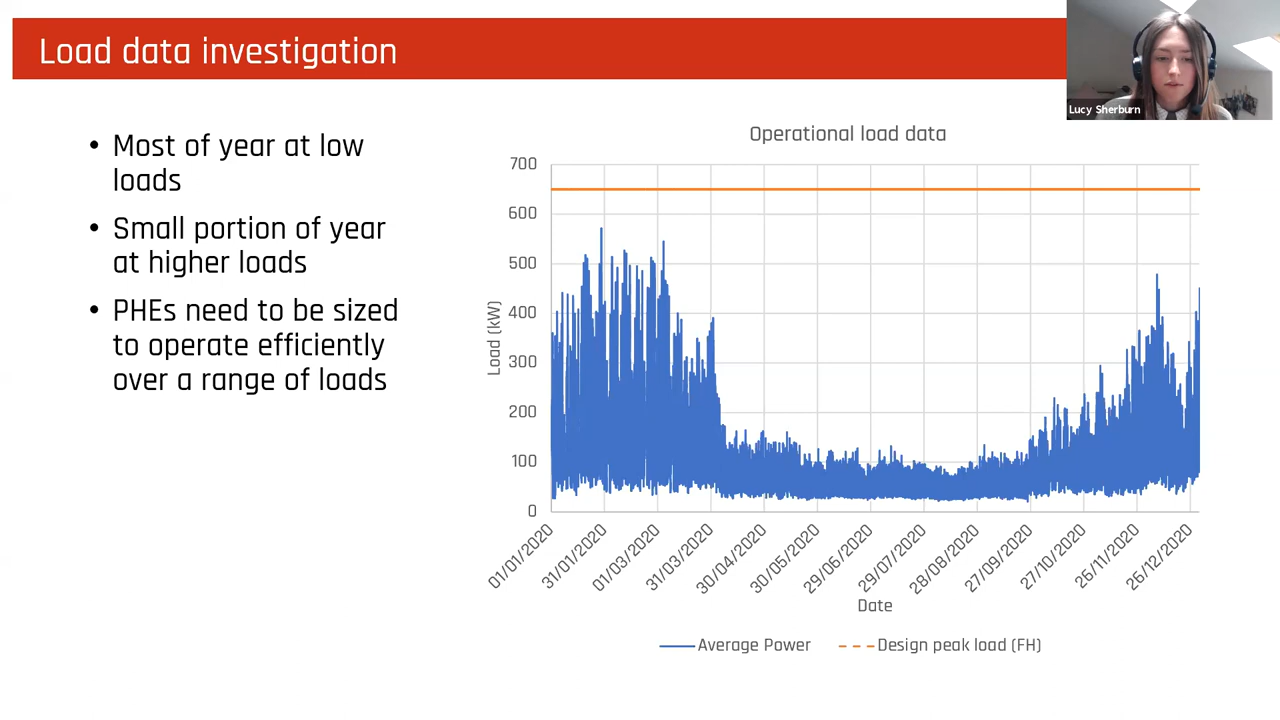 Load data investigation
Lucy Sherburn
• Most of year at low
loads
• Small portion of year
at higher loads
• PHEs need to be sized
to operate efficiently
over a range of loads
Operational load data
700
600
500
400
300
200
100
0
Load (kW)
01/01/2020
31/01/2020
01/03/2020
31/03/2020
30/04/2020
30/05/2020
29/06/2020
29/07/2020
28/08/2020
27/09/2020
27/10/2020
26/11/2020
26/12/2020
Date
Average Power
Design peak load (FH)